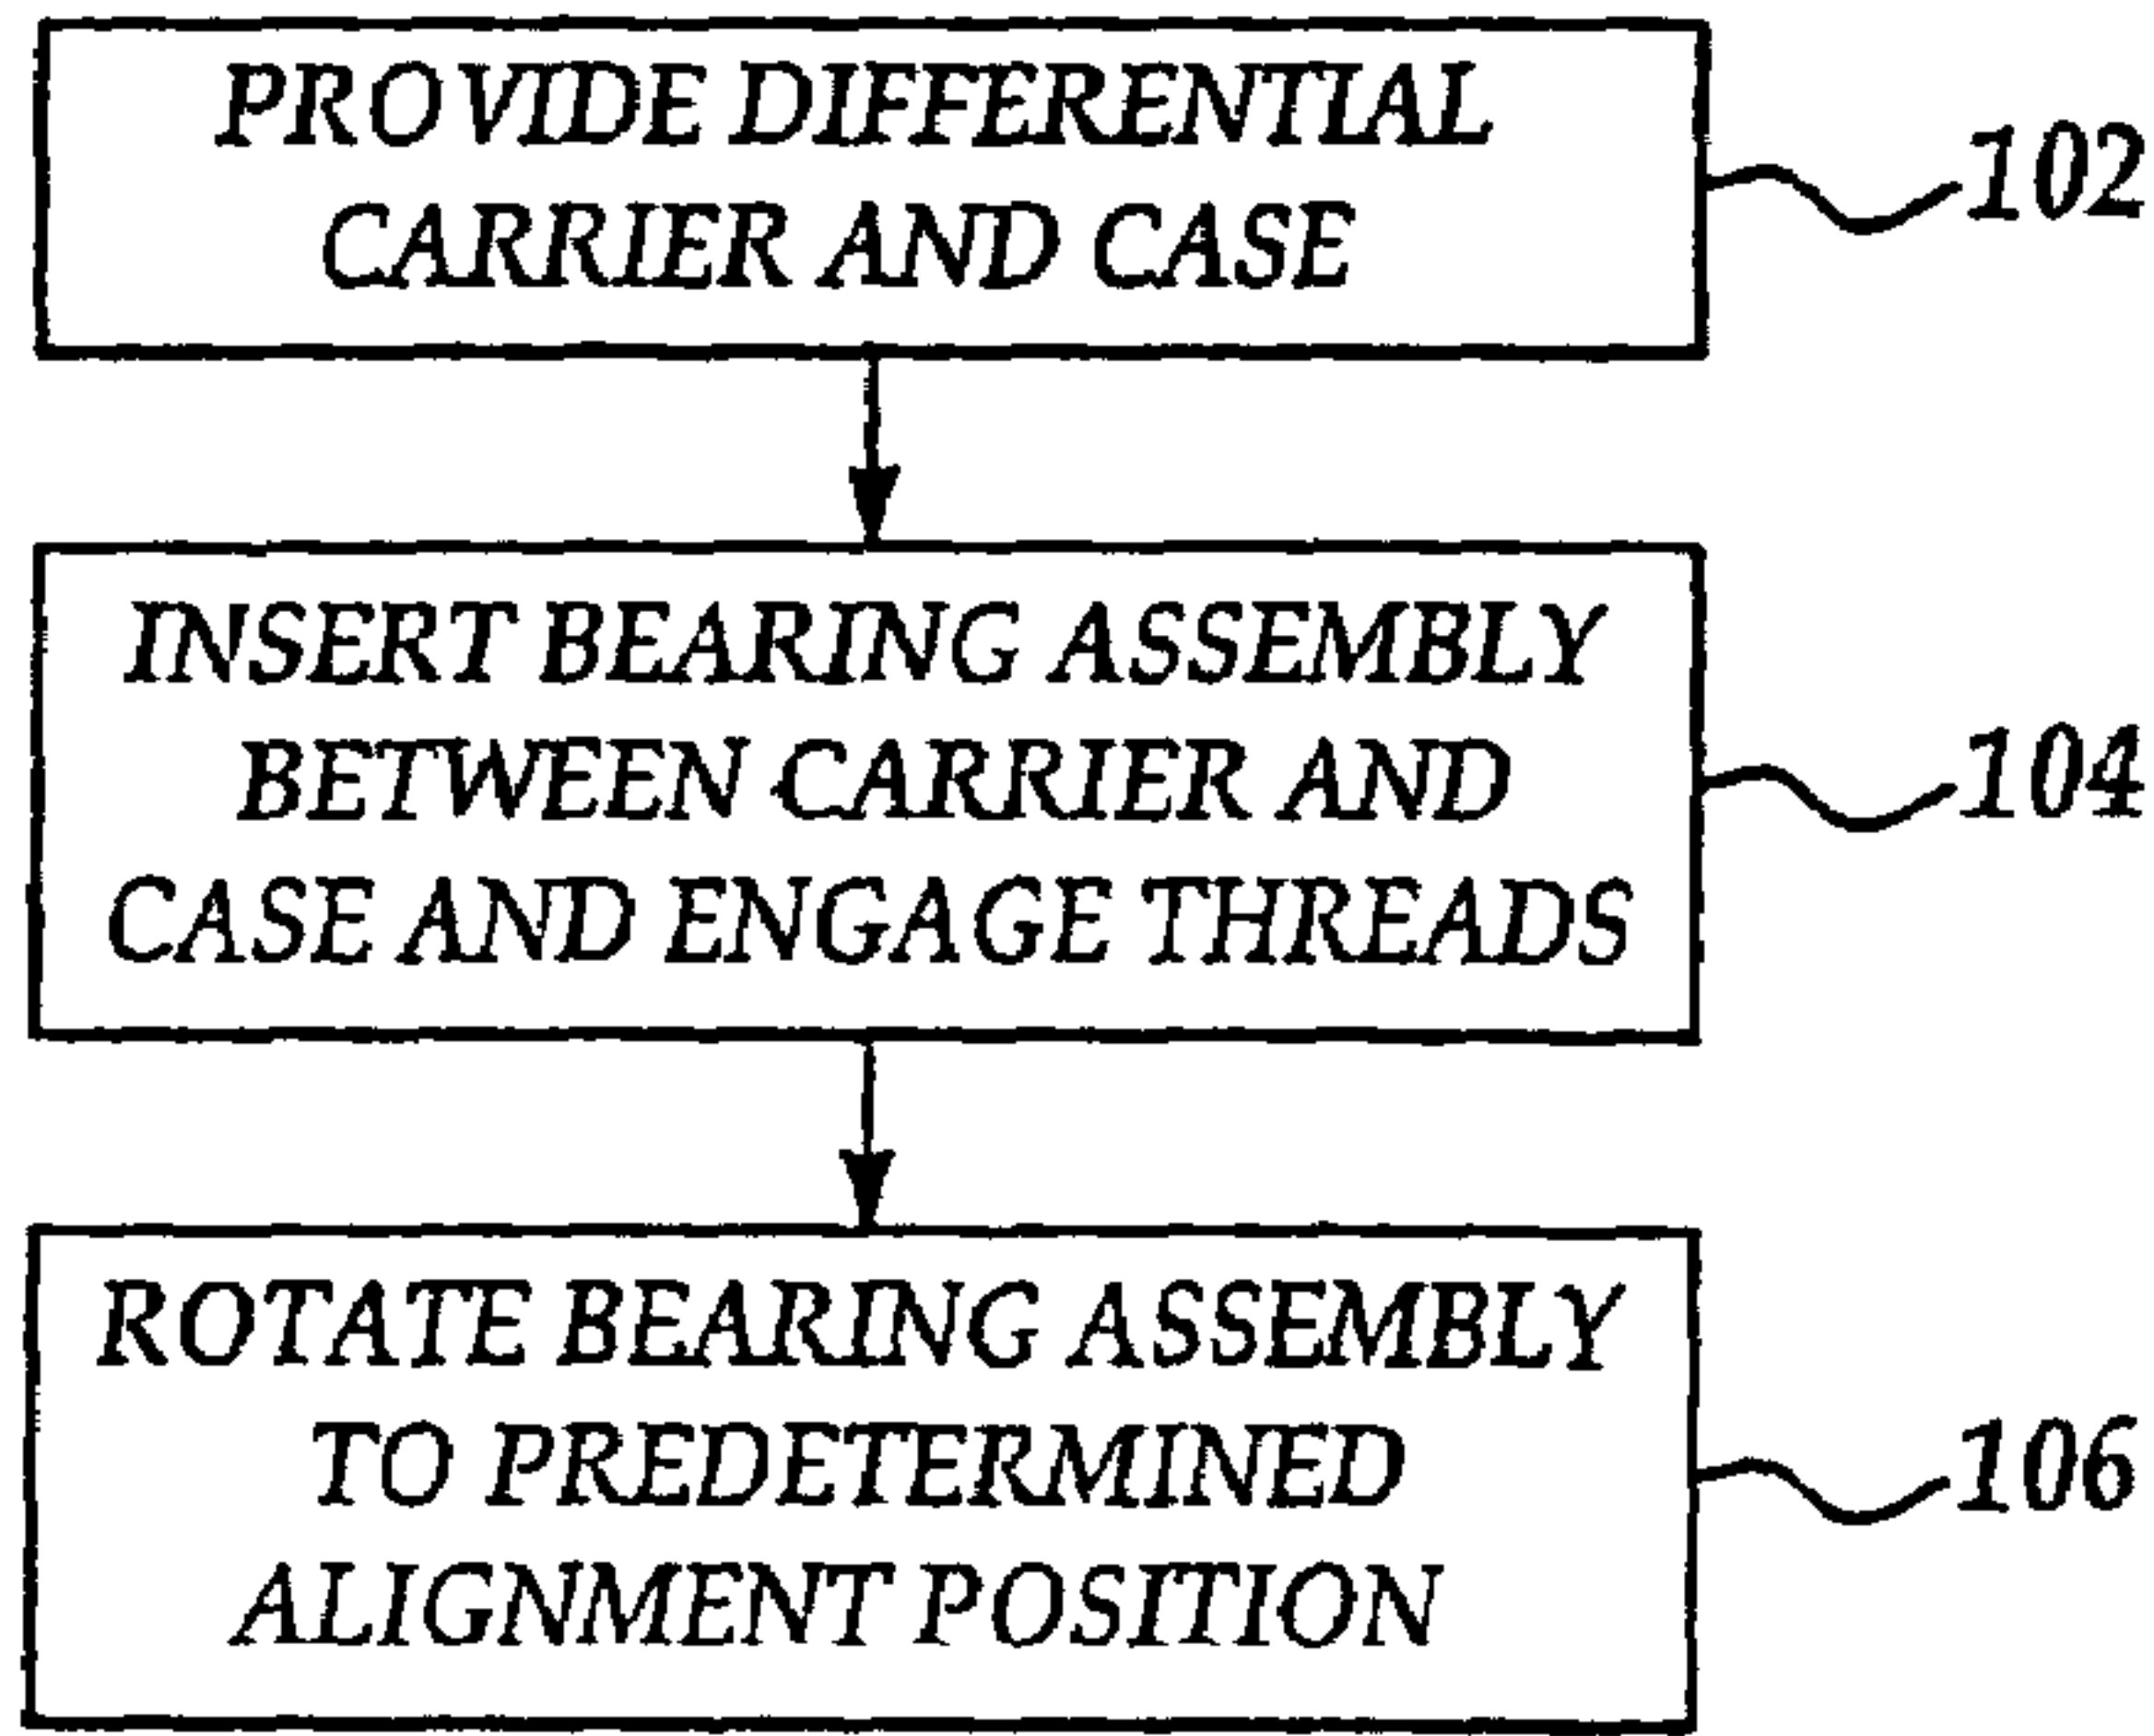 PROVIDE DIFFERENTIAL
CARRIER AND CASE
102
INSERT BEARING ASSEMBLY
BETWEEN CARRIER AND
CASE AND ENGAGE THREADS
104
ROTATE BEARING ASSEMBLY
TO PREDETERMINED
ALIGNMENT POSITION
106